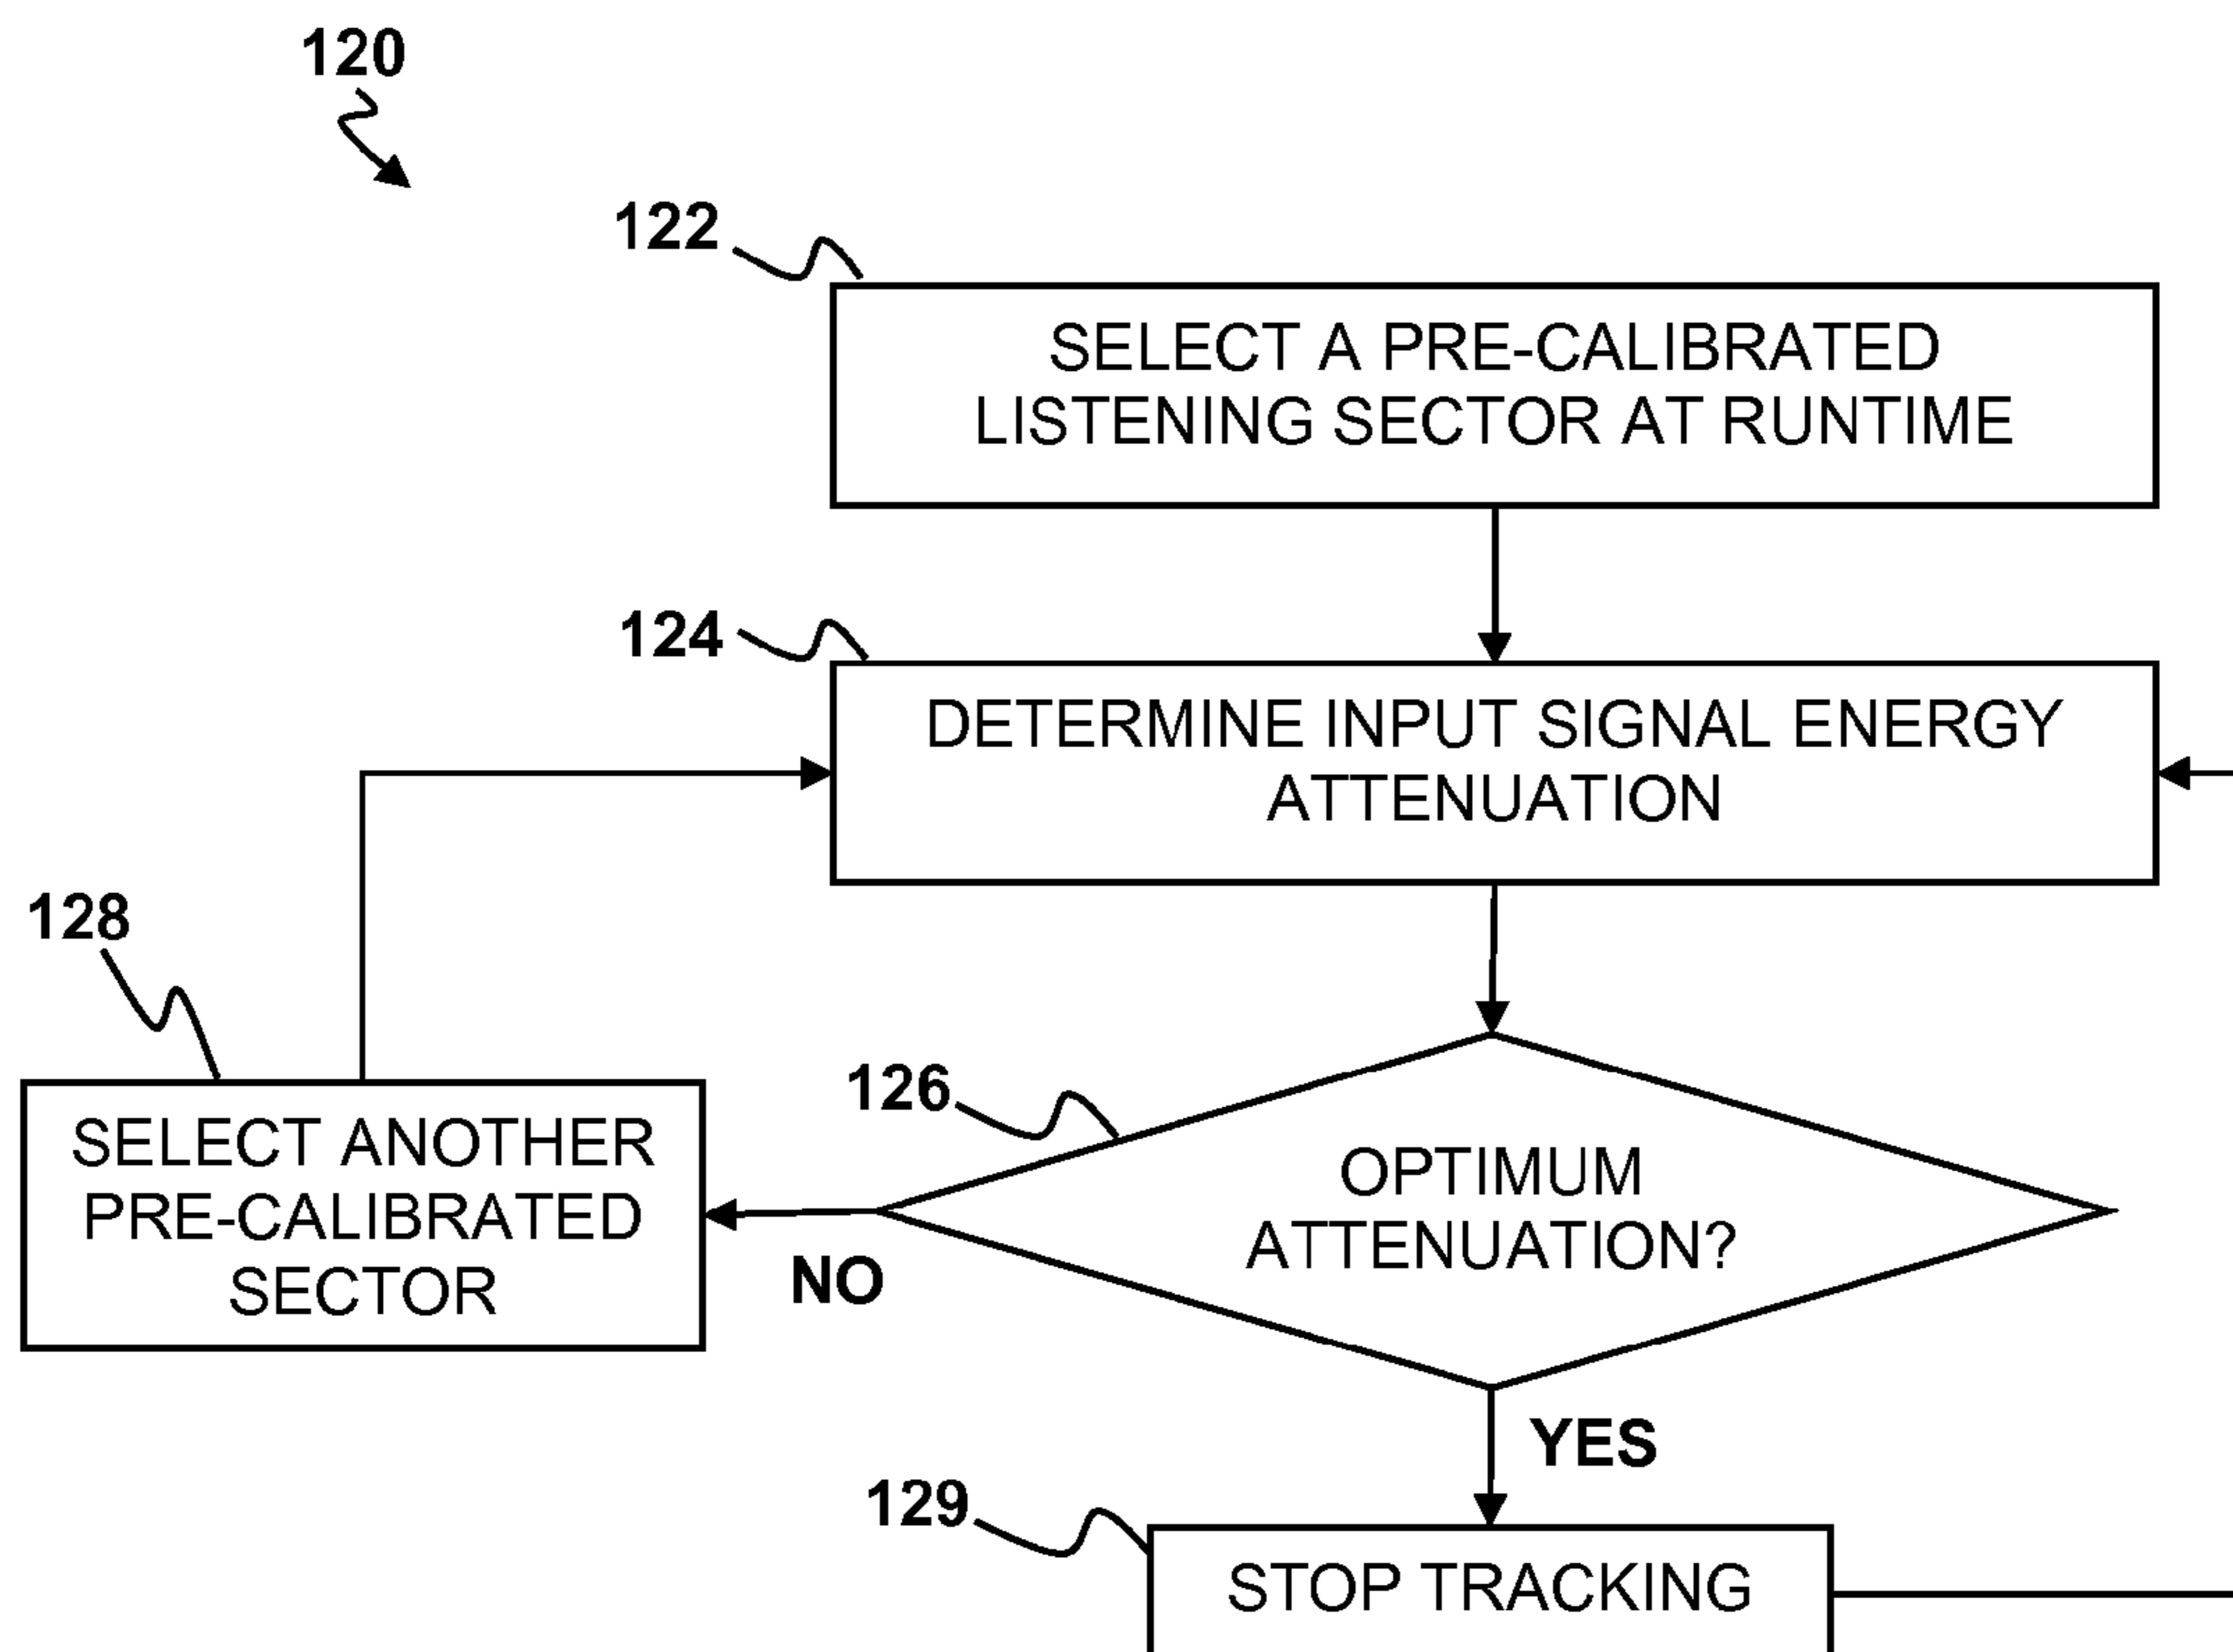 120
122
SELECT A PRE-CALIBRATED
LISTENING SECTOR AT RUNTIME
124
DETERMINE INPUT SIGNAL ENERGY
ATTENUATION
128
SELECT ANOTHER
PRE-CALIBRATED
SECTOR
126
OPTIMUM
ATTENUATION?
NO
YES
129
STOP TRACKING